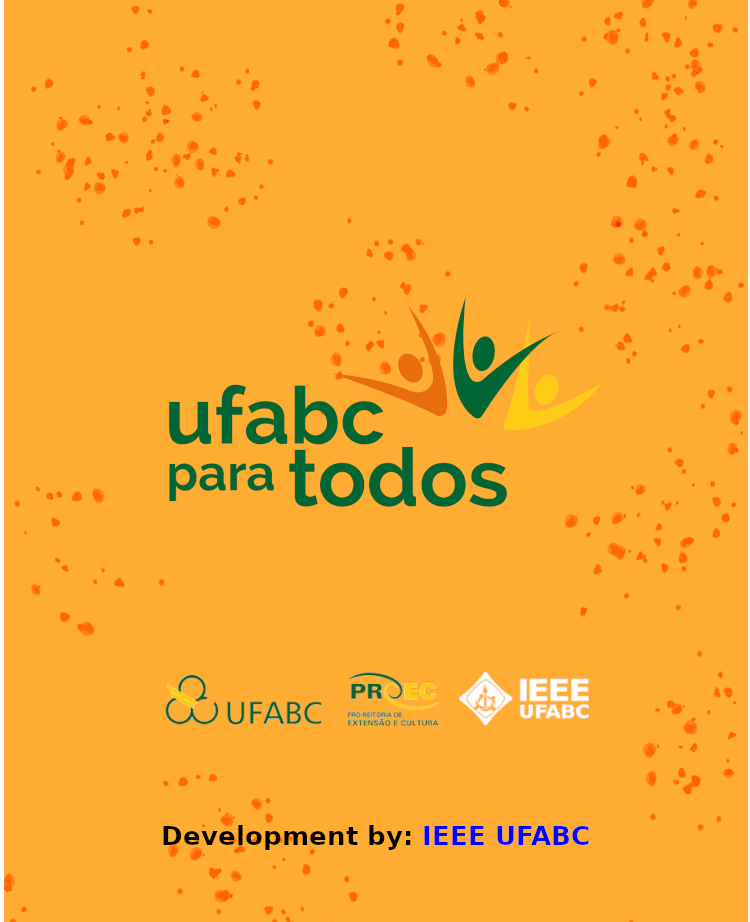 ufabc
para todos
UFABC
PROEC
PRÓ-REITORIA DE
EXTENSÃO E CULTURA
IEEE
UFABC
Development by: IEEE UFABC